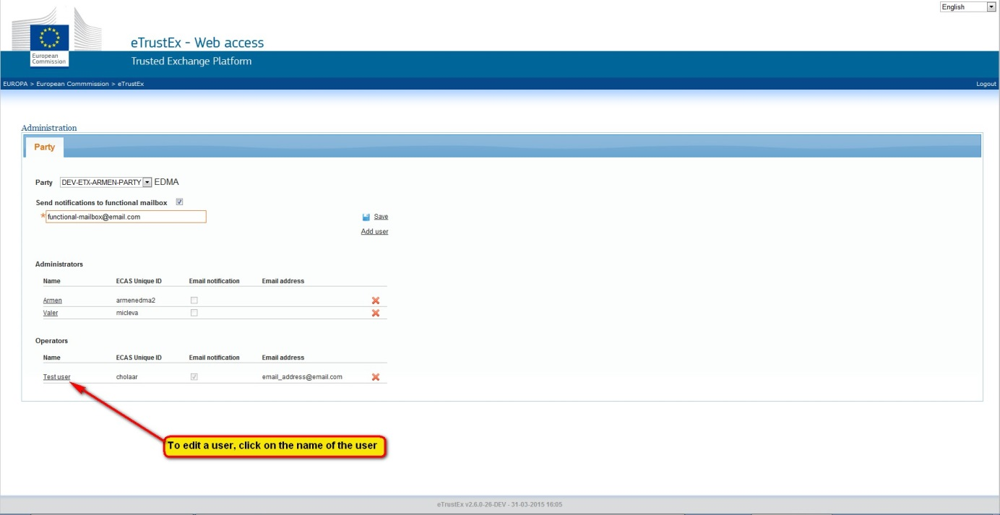 English
eTrustEx - Web access
European
Commission
Trusted Exchange Platform
EUROPA > European Commmission > eTrustEx
Logout
Administration
Party
Party DEV-ETX-ARMEN-PARTY EDMA
Send notifications to functional mailbox
* functional-mailbox@email.com
Save
Add user
Administrators
Name ECAS Unique ID Email notification Email address
Armen armenedma2
Valer micleva
Operators
Name ECAS Unique ID Email notification Email address
Test user cholaar email_address@email.com
To edit a user, click on the name of the user
eTrustEx v2.6.0-26-DEV - 31-03-2015 16:05